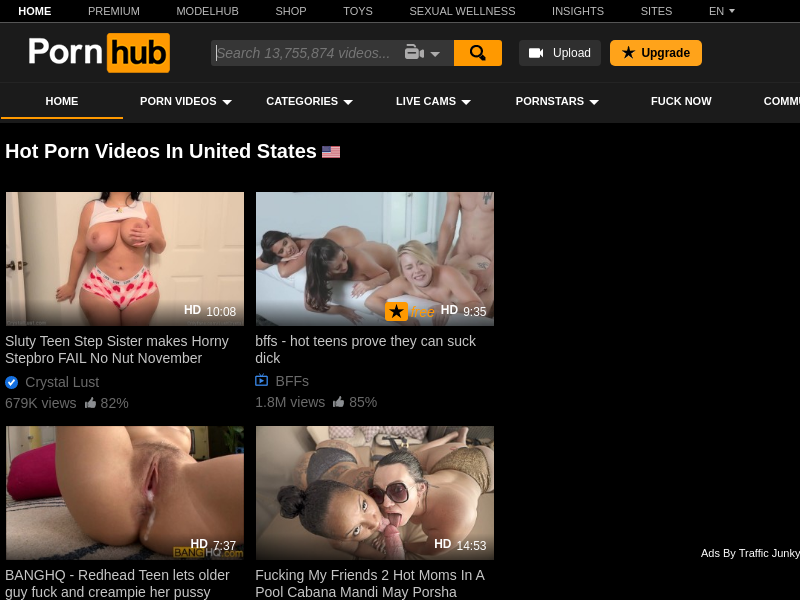 HOME PREMIUM MODELHUB SHOP TOYS SEXUAL WELLNESS INSIGHTS SITES EN
Porn hub Search 13,755,874 videos... Upload Upgrade
HOME PORN VIDEOS CATEGORIES LIVE CAMS PORNSTARS FUCK NOW COMMU
Hot Porn Videos In United States
HD 10:08
free HD 9:35
Sluty Teen Step Sister makes Horny
Stepbro FAIL No Nut November
Crystal Lust
679K views 82%
bffs - hot teens prove they can suck
dick
BFFs
1.8M views 85%
HD 7:37
BANGHQ.com
HD 14:53
Ads By Traffic Junky
BANGHQ - Redhead Teen lets older
guy fuck and creampie her pussy
Fucking My Friends 2 Hot Moms In A
Pool Cabana Mandi May Porsha